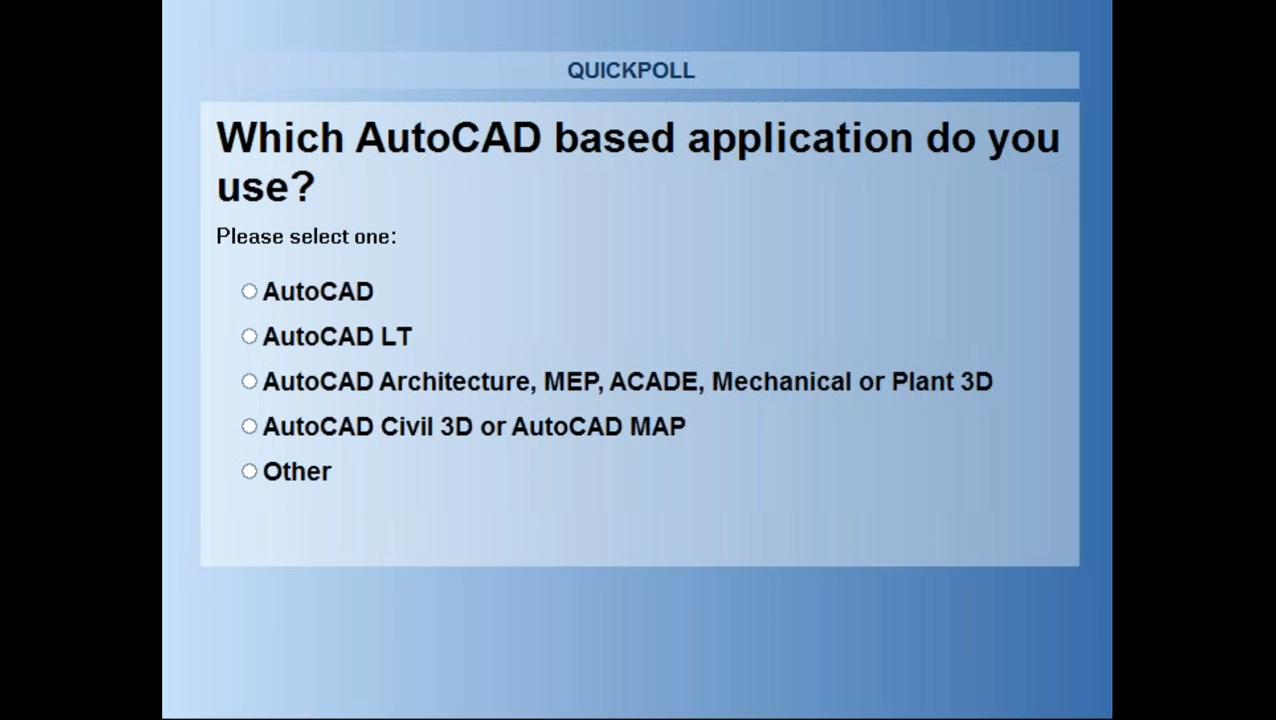 QUICKPOLL
Which AutoCAD based application do you
use?
Please select one:
AutoCAD
AutoCAD LT
AutoCAD Architecture, MEP, ACADE, Mechanical or Plant 3D
AutoCAD Civil 3D or AutoCAD MAP
Other